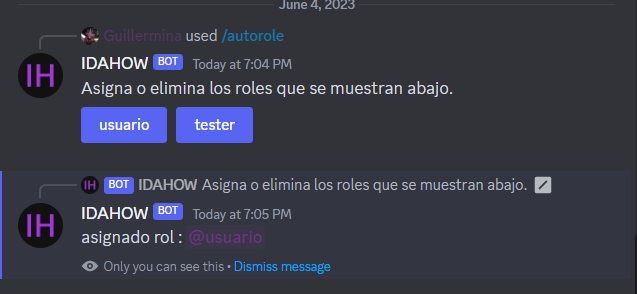 June 4, 2023
Guillermina used /autorole
IH IDAHOW BOT Today at 7:04 PM
Asigna o elimina los roles que se muestran abajo.
usuario tester
IH BOT IDAHOW Asigna o elimina los roles que se muestran abajo.
IH IDAHOW BOT Today at 7:05 PM
asignado rol : @usuario
Only you can see this • Dismiss message